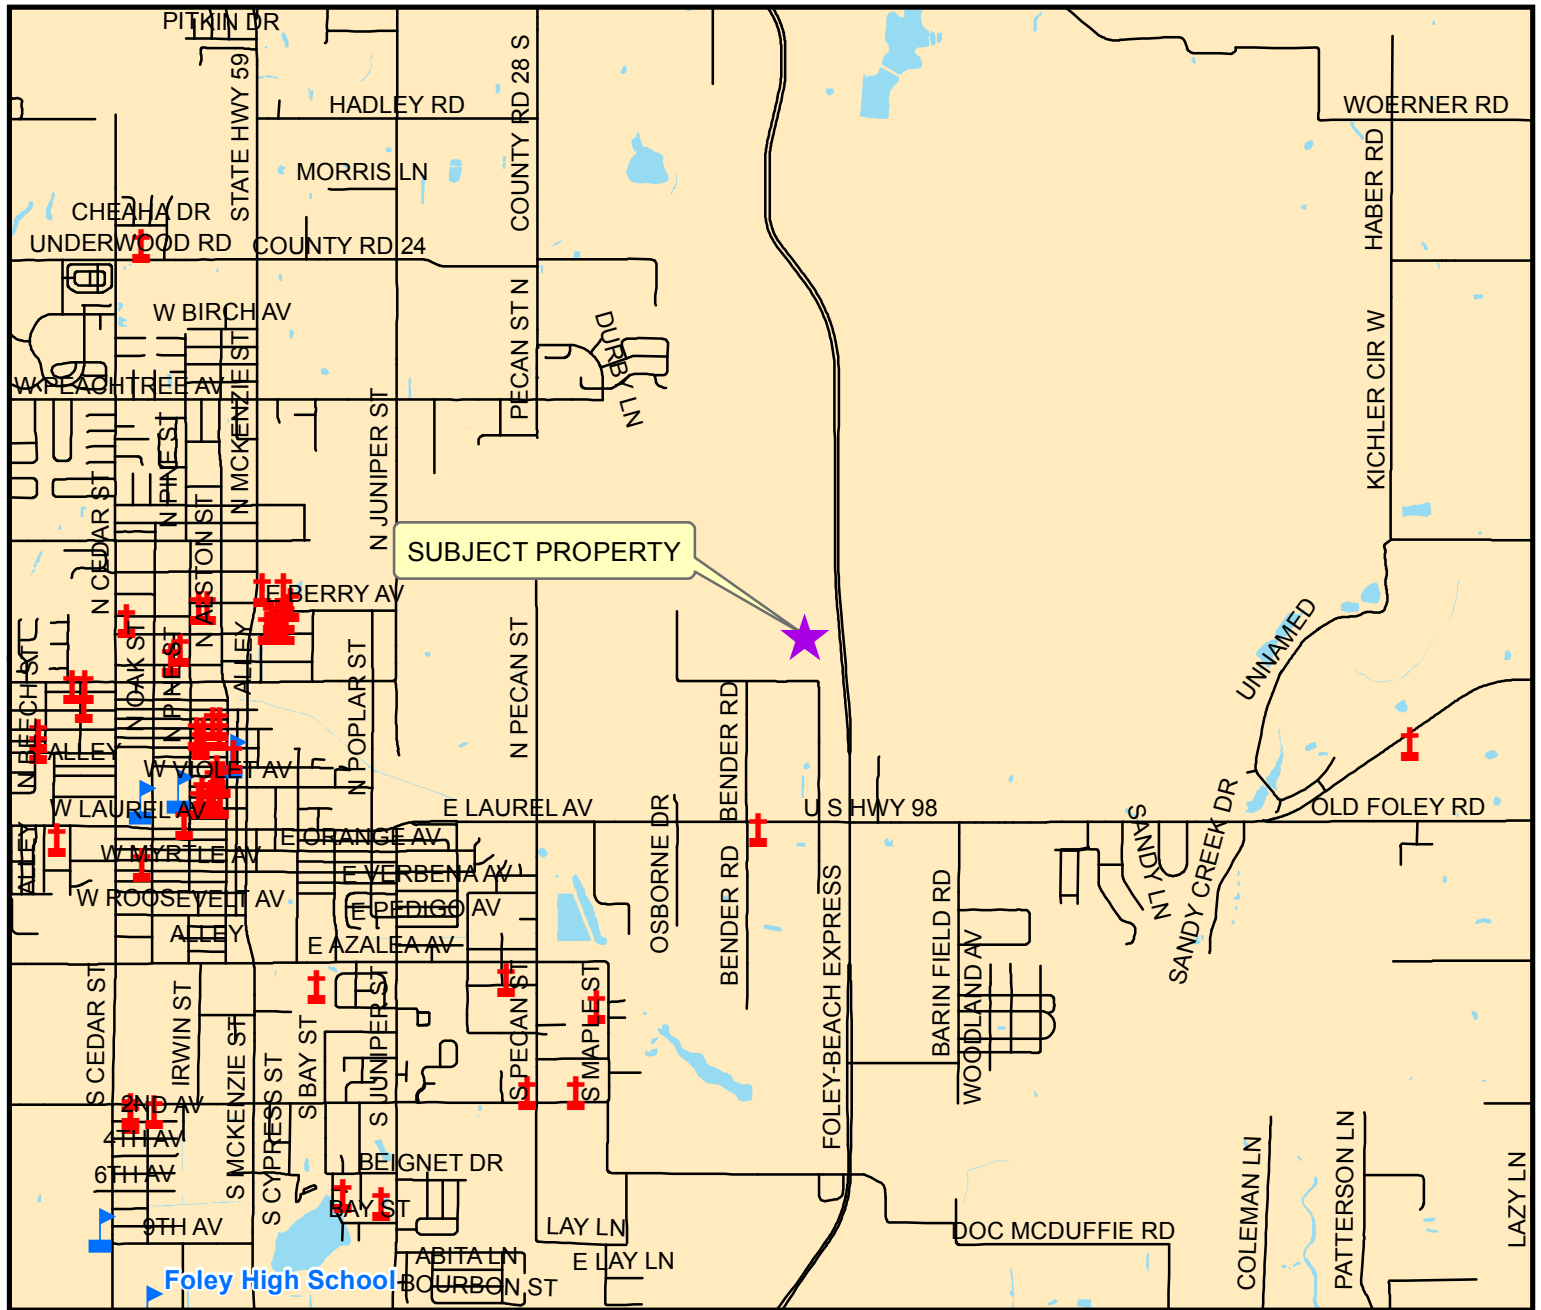 PITKIN DR
STATE HWY 59
HADLEY RD
COUNTY RD 28 S
WOERNER RD
HABER RD
MORRIS LN
CHEAHA DR
UNDERWOOD RD
COUNTY RD 24
W BIRCH AV
PECAN ST N
DURBY LN
KICHLER CIR W
W PEACHTREE AV
N MCKENZIE ST
N JUNIPER ST
N PINE ST
N CEDAR ST
N ALSTON ST
SUBJECT PROPERTY
E BERRY AV
N OAK ST
N PINE ST
ALLEY
N POPLAR ST
N PECAN ST
UNNAMED
N BEECH ST
ALLEY
W VIOLET AV
BENDER RD
W LAUREL AV
E LAUREL AV
U S HWY 98
OLD FOLEY RD
ALLEY
E ORANGE AV
W MYRTLE AV
E VERBENA AV
OSBORNE DR
SANDY LN
SANDY CREEK DR
W ROOSEVELT AV
E PEDIGO AV
ALLEY
E AZALEA AV
BENDER RD
FOLEY-BEACH EXPRESS
BARIN FIELD RD
WOODLAND AV
S CEDAR ST
IRWIN ST
S MCKENZIE ST
S CYPRESS ST
S BAY ST
S JUNIPER ST
S PECAN ST
S MAPLE ST
2ND AV
4TH AV
6TH AV
BEIGNET DR
BAY ST
9TH AV
LAY LN
DOC MCDUFFIE RD
COLEMAN LN
PATTERSON LN
LAZY LN
ABITA LN
E LAY LN
Foley High School
BOURBON ST